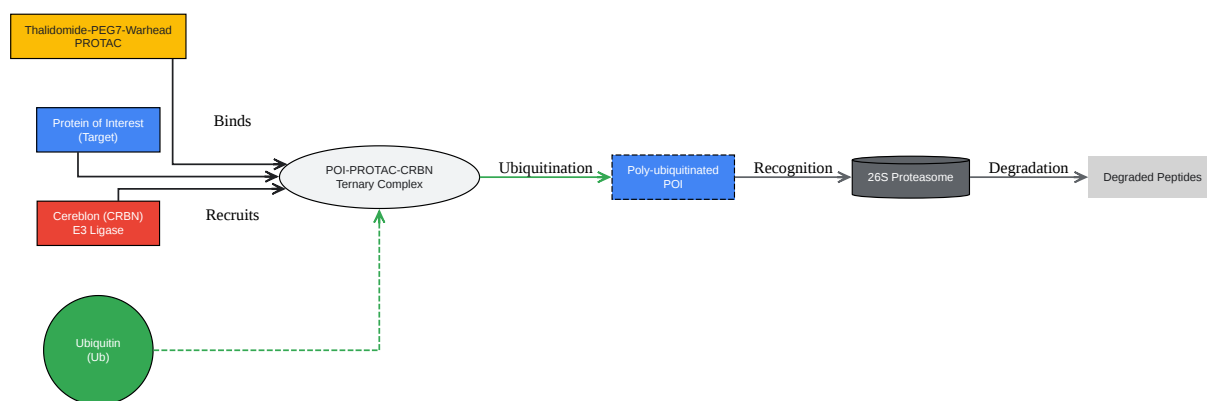 Thalidomide-PEG7-Warhead
PROTAC
Protein of Interest
(Target)
Binds
Cereblon (CRBN)
E3 Ligase
Recruits
Ubiquitin
(Ub)
POI-PROTAC-CRBN
Ternary Complex
Ubiquitination
Poly-ubiquitinated
POI
Recognition
26S Proteasome
Degradation
Degraded Peptides